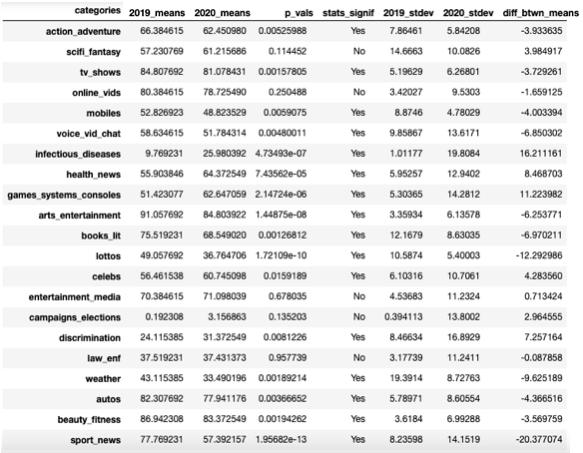 categories 2019_means 2020_means p_vals stats_signif 2019_stdev 2020_stdev diff_btwn_means
action_adventure 66.384615 62.450980 0.00525988 Yes 7.86461 5.84208 -3.933635
scifi_fantasy 57.230769 61.215686 0.114452 No 14.6663 10.0826 3.984917
tv_shows 84.807692 81.078431 0.00157805 Yes 5.19629 6.26801 -3.729261
online_vids 80.384615 78.725490 0.250488 No 3.42027 9.5303 -1.659125
mobiles 52.826923 48.823529 0.0059075 Yes 8.8746 4.78029 -4.003394
voice_vid_chat 58.634615 51.784314 0.00480011 Yes 9.85867 13.6171 -6.850302
infectious_diseases 9.769231 25.980392 4.73493e-07 Yes 1.01177 19.8084 16.211161
health_news 55.903846 64.372549 7.43562e-05 Yes 5.95257 12.9402 8.468703
games_systems_consoles 51.423077 62.647059 2.14724e-06 Yes 5.30365 14.2812 11.223982
arts_entertainment 91.057692 84.803922 1.44875e-08 Yes 3.35934 6.13578 -6.253771
books_lit 75.519231 68.549020 0.00126812 Yes 12.1679 8.63035 -6.970211
lottos 49.057692 36.764706 1.72109e-10 Yes 10.5874 5.40003 -12.292986
celebs 56.461538 60.745098 0.0159189 Yes 6.10316 10.7061 4.283560
entertainment_media 70.384615 71.098039 0.678035 No 4.53683 11.2324 0.713424
campaigns_elections 0.192308 3.156863 0.135203 No 0.394113 13.8002 2.964555
discrimination 24.115385 31.372549 0.0081226 Yes 8.46634 16.8929 7.257164
law_enf 37.519231 37.431373 0.957739 No 3.17739 11.2411 -0.087858
weather 43.115385 33.490196 0.00189214 Yes 19.3914 8.72763 -9.625189
autos 82.307692 77.941176 0.00366652 Yes 5.78971 8.60554 -4.366516
beauty_fitness 86.942308 83.372549 0.00194262 Yes 3.6184 6.99288 -3.569759
sport_news 77.769231 57.392157 1.95682e-13 Yes 8.23598 14.1519 -20.377074